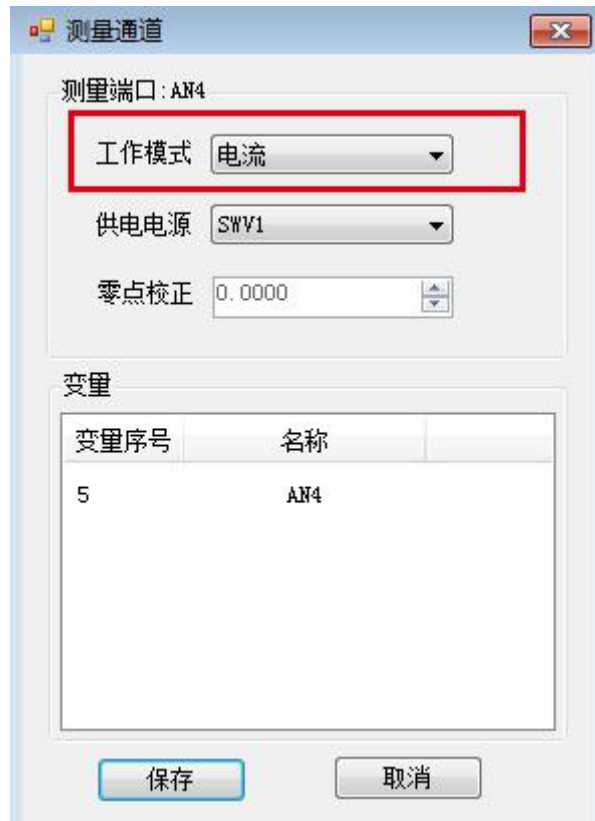 测量通道
测量端口:AN4
工作模式 电流
供电电源 SWV1
零点校正 0.0000
变量
变量序号 名称
5 AN4
保存 取消